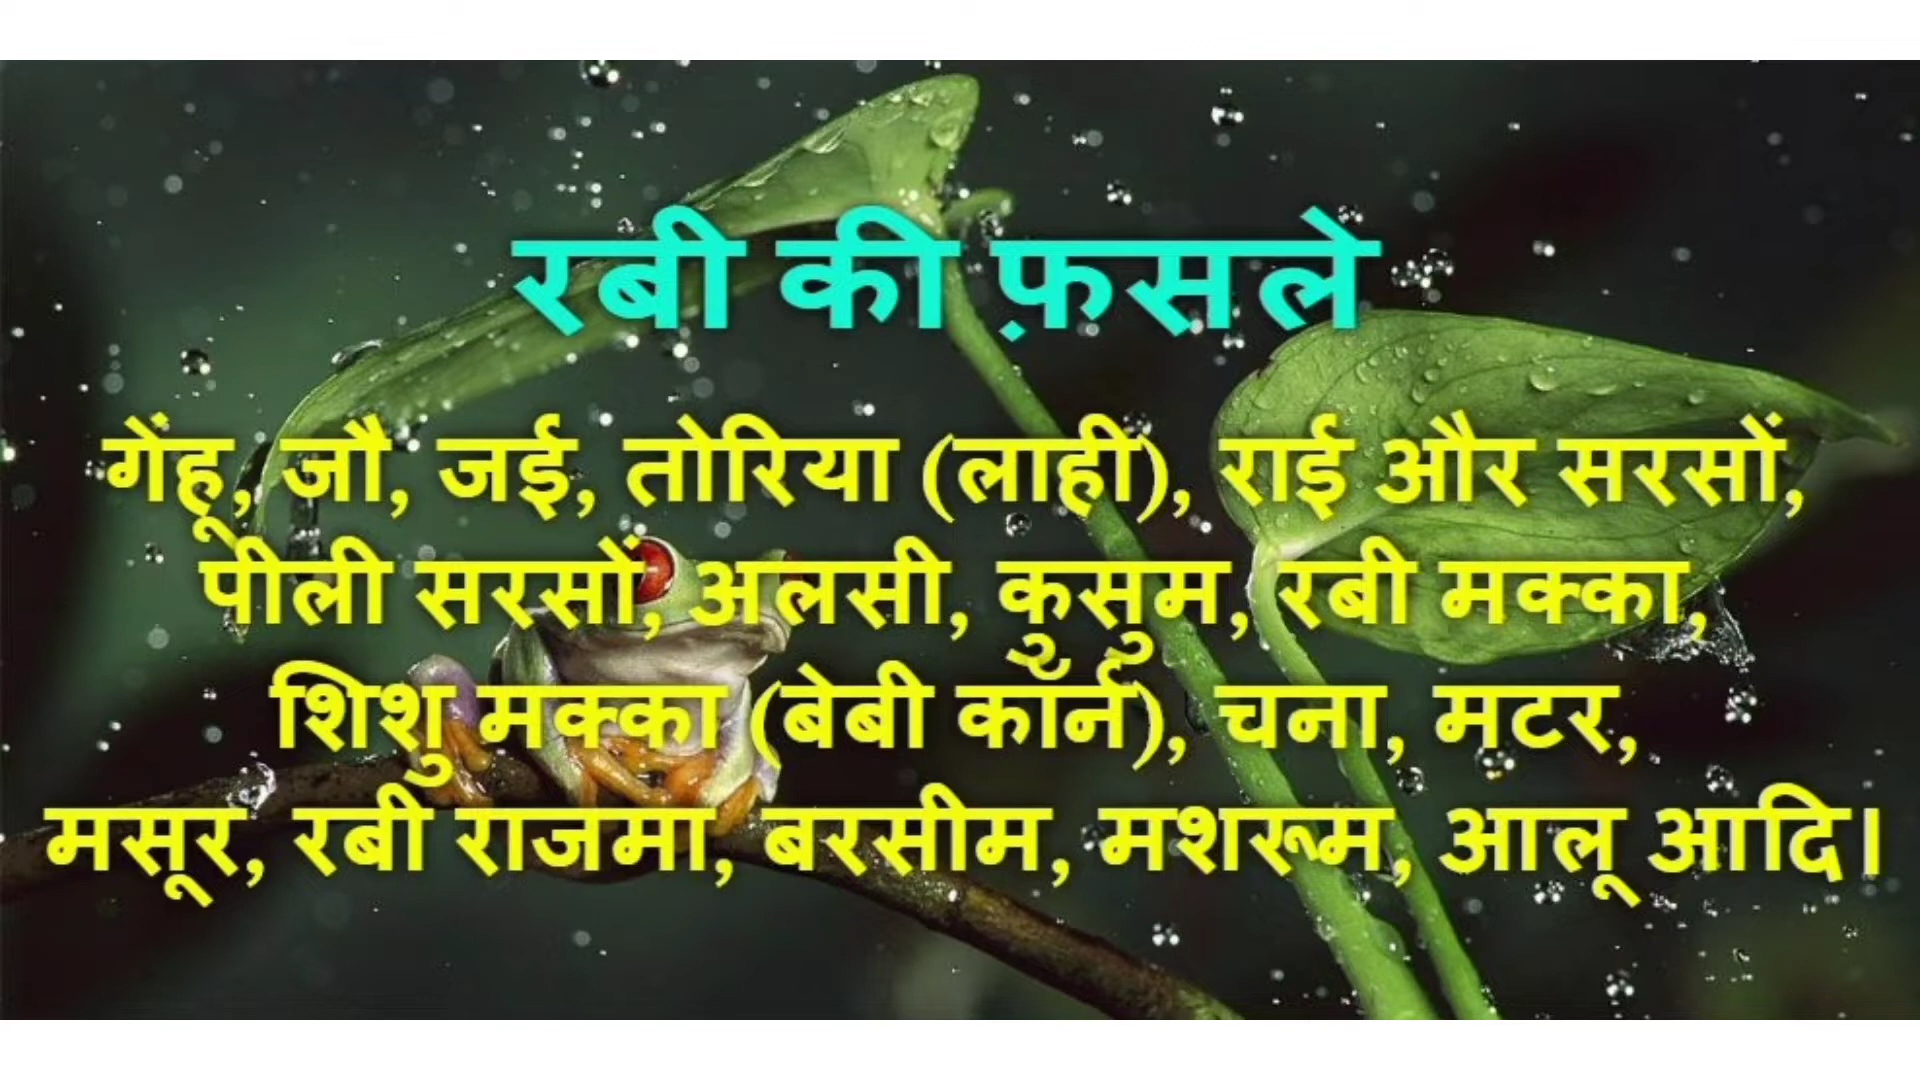 रबी की फ़सले
गेंहू, जौ, जई, तोरिया (लाही), राई और सरसों,
पीली सरसों, अलसी, कुसुम, रबी मक्का,
शिशु मक्का (बेबी कॉर्न), चना, मटर,
मसूर, रबी राजमा, बरसीम, मशरूम, आलू आदि।